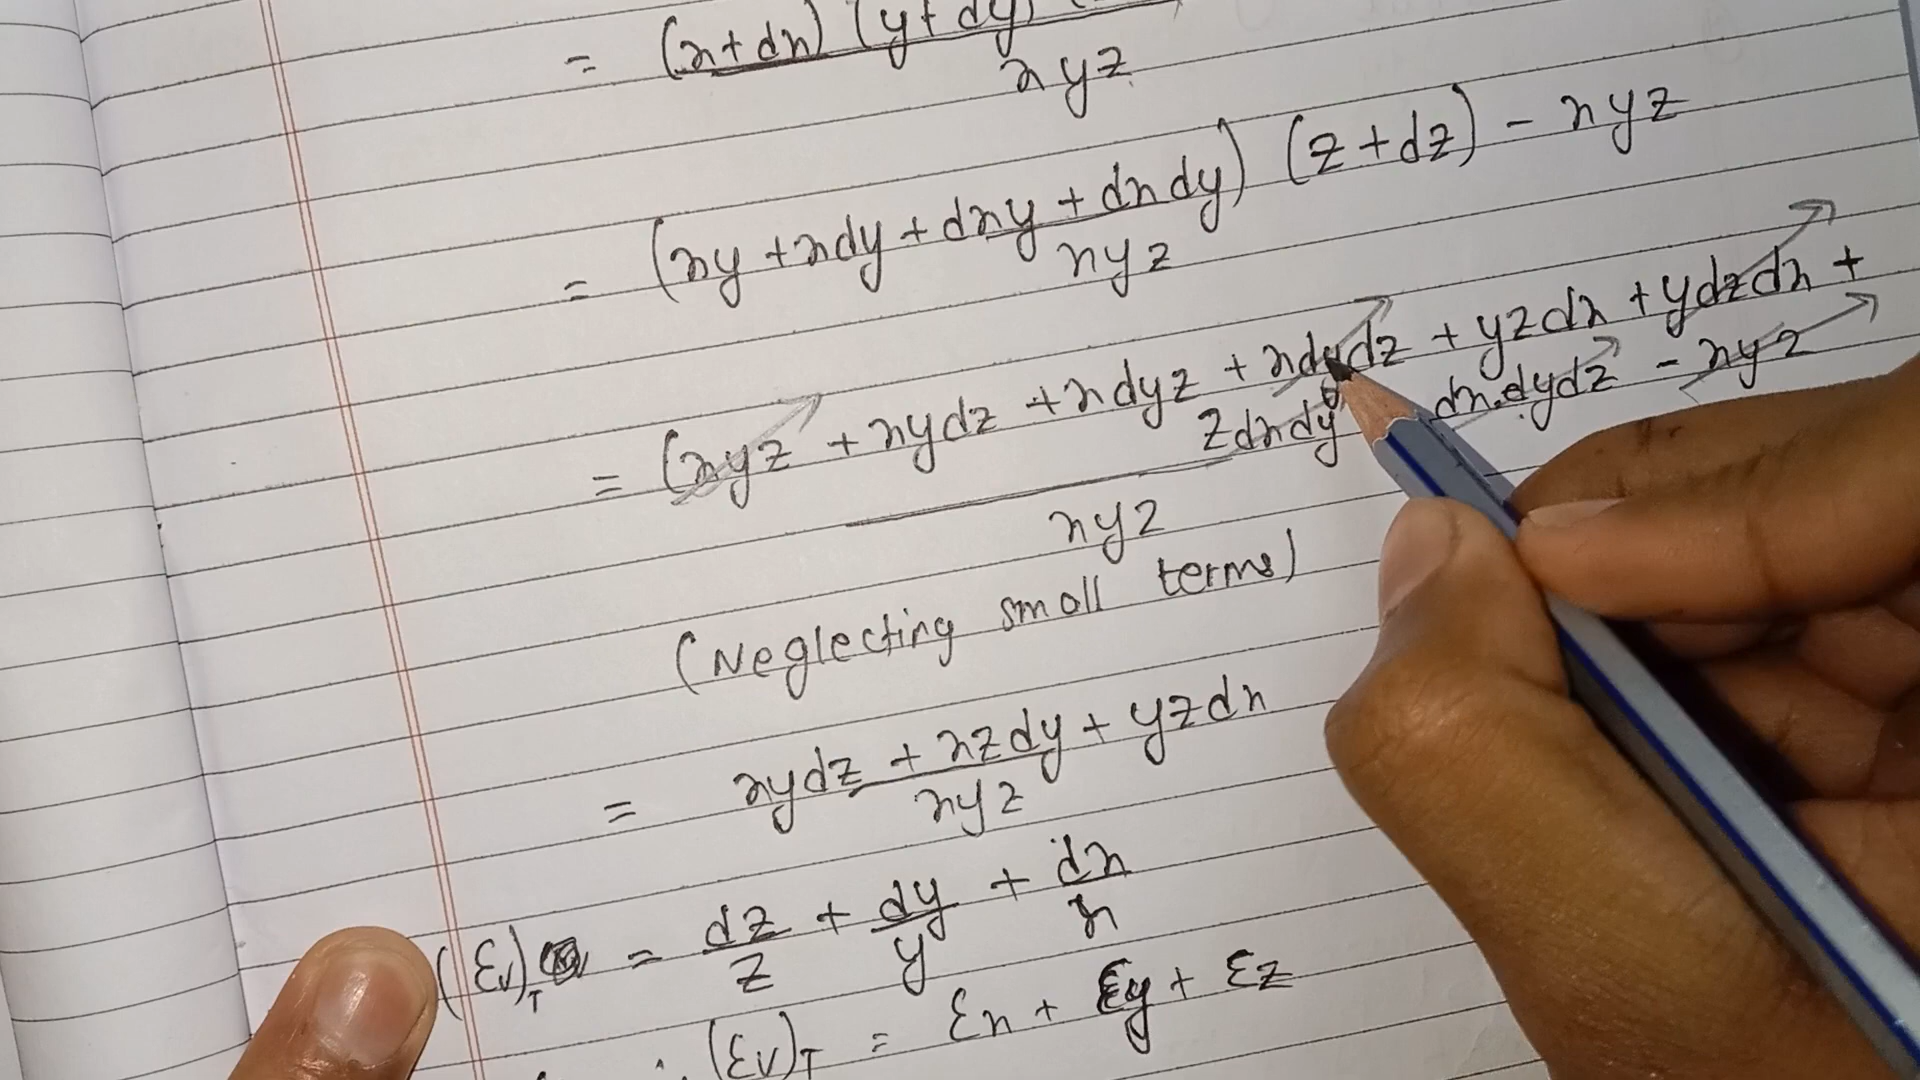 = (x+dx) (y+dy)
xyz
= (xy + xdy + dxy + dxdy) (z+dz) - xyz
xyz
= (xyz + xydz + xdyz + xdydz + yzdx + ydzdx +
zdxdy dx.dydz - xyz
xyz
(Neglecting small terms)
= xydz + xzdy + yzdx
xyz
(εv)T = dz/z + dy/y + dx/x
∴ (εv)T = εx + εy + εz